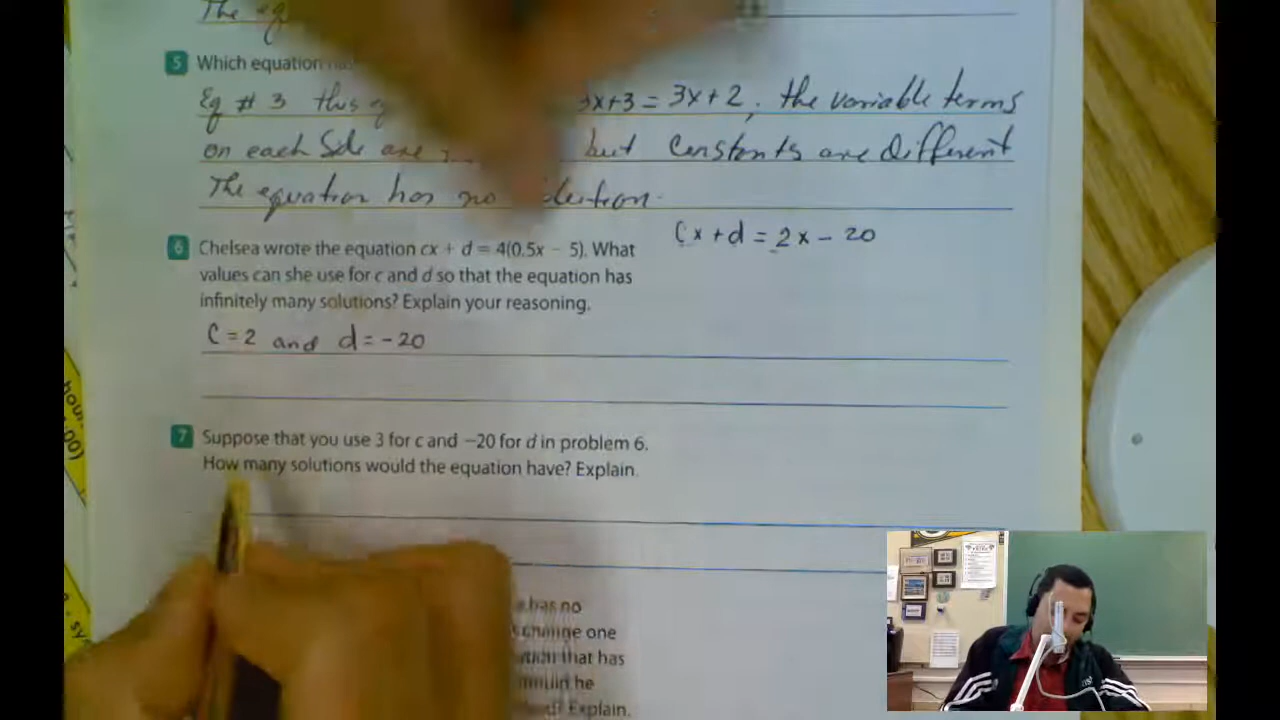 The eq
5 Which equation
Eq # 3 this eq 3x+3 = 3x+2, the variable terms
on each Side are but constants are different
The equation has no solution.
6 Chelsea wrote the equation cx + d = 4(0.5x − 5). What
values can she use for c and d so that the equation has
infinitely many solutions? Explain your reasoning.
Cx + d = 2x − 20
C = 2 and d = −20
7 Suppose that you use 3 for c and −20 for d in problem 6.
How many solutions would the equation have? Explain.
has no
change one
that has
he
Explain.
hour